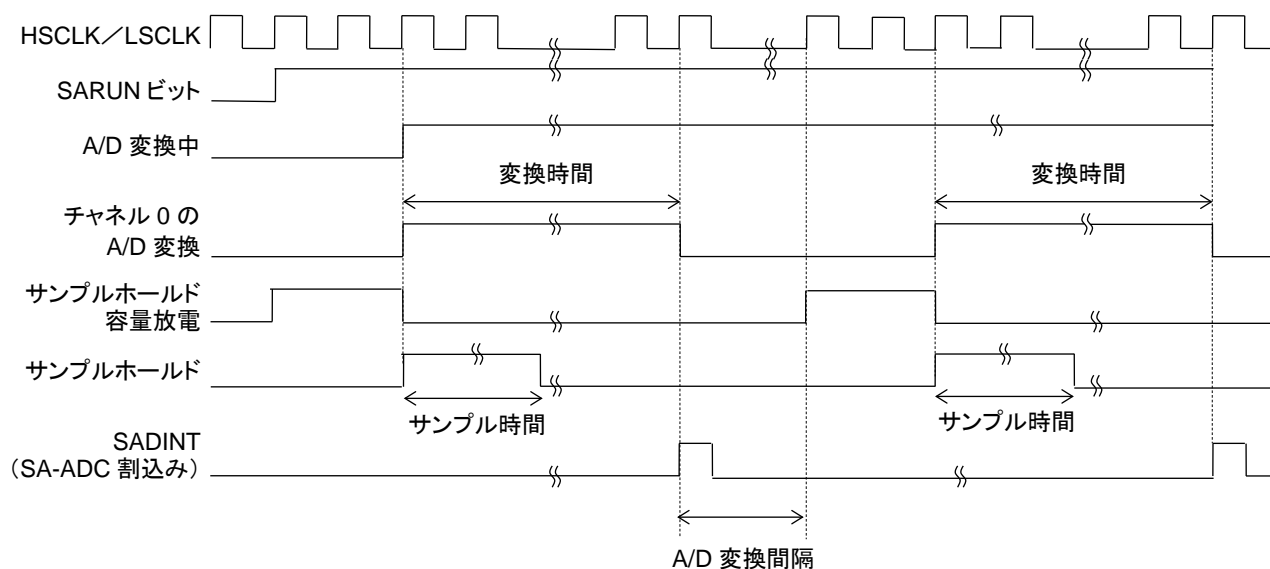 HSCLK/LSCLK
SARUN ビット
A/D 変換中
変換時間
変換時間
チャネル 0 の
A/D 変換
サンプルホールド
容量放電
サンプルホールド
サンプル時間
サンプル時間
SADINT
(SA-ADC 割込み)
A/D 変換間隔